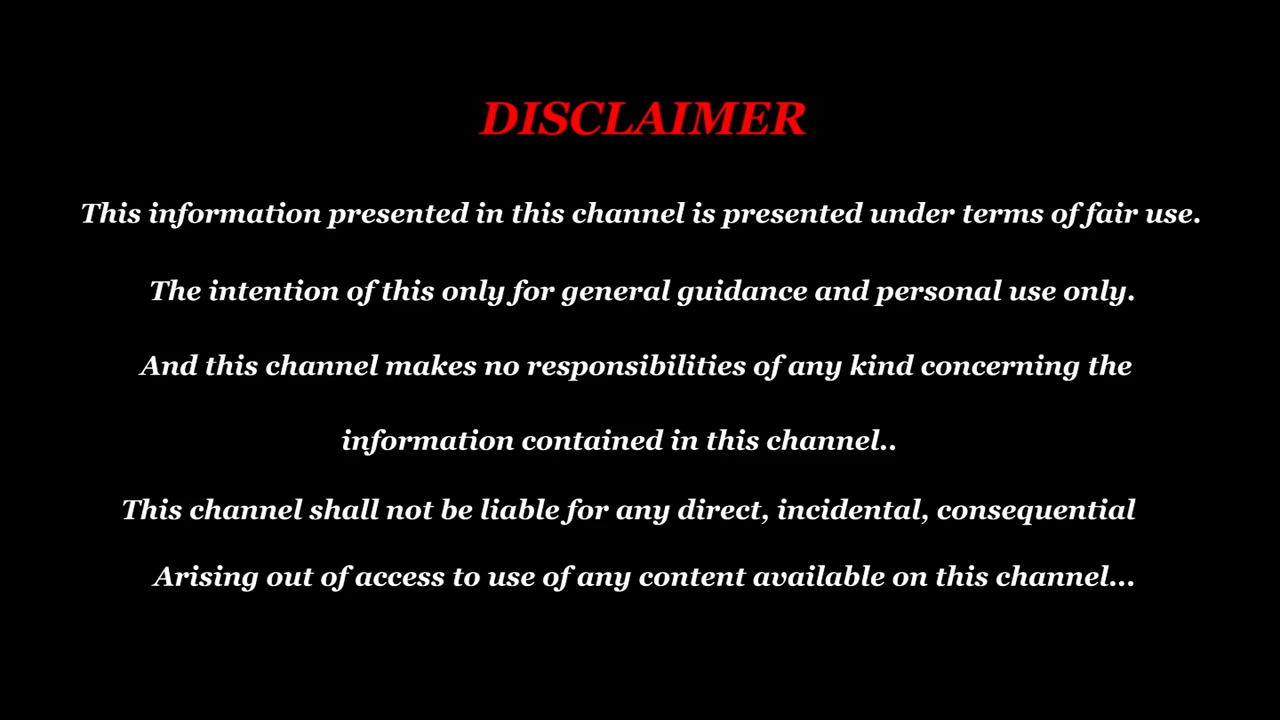 DISCLAIMER
This information presented in this channel is presented under terms of fair use.
The intention of this only for general guidance and personal use only.
And this channel makes no responsibilities of any kind concerning the
information contained in this channel..
This channel shall not be liable for any direct, incidental, consequential
Arising out of access to use of any content available on this channel...